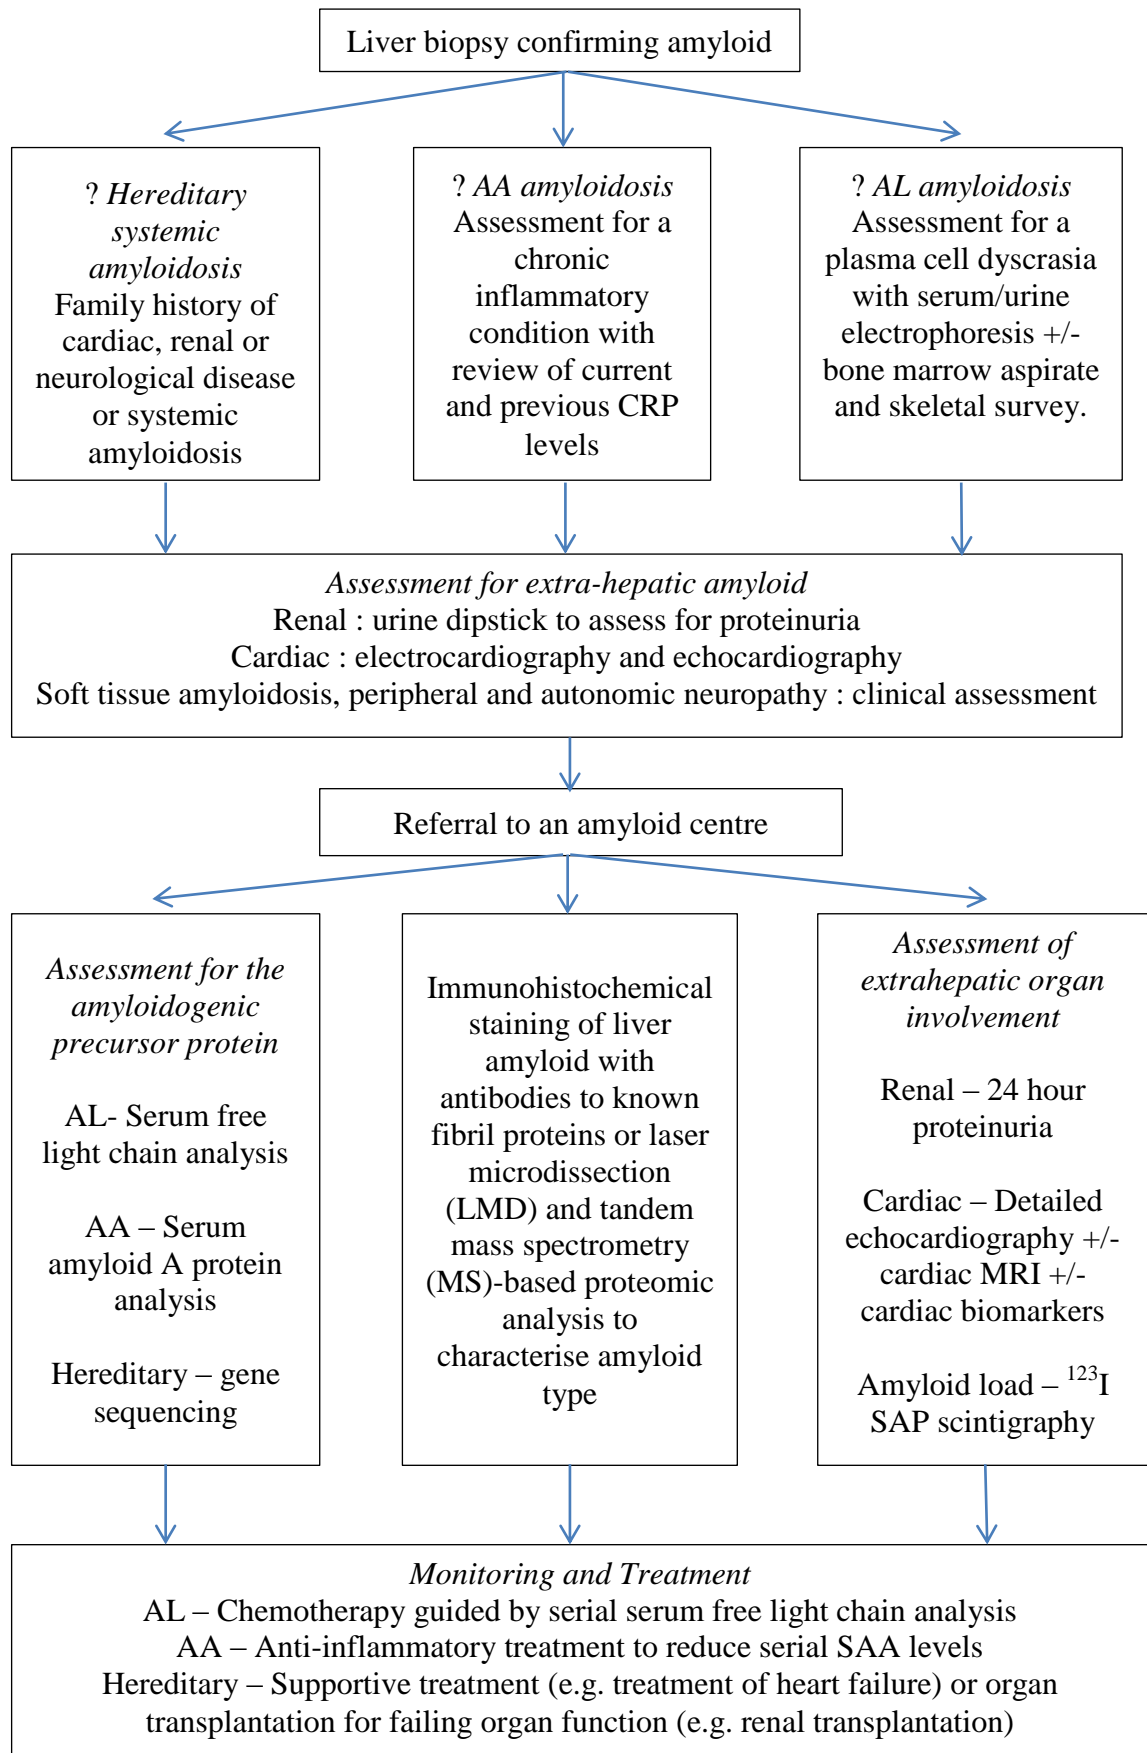 Liver biopsy confirming amyloid
? Hereditary
systemic
amyloidosis
Family history of
cardiac, renal or
neurological disease
or systemic
amyloidosis
? AA amyloidosis
Assessment for a
chronic
inflammatory
condition with
review of current
and previous CRP
levels
? AL amyloidosis
Assessment for a
plasma cell dyscrasia
with serum/urine
electrophoresis +/-
bone marrow aspirate
and skeletal survey.
Assessment for extra-hepatic amyloid
Renal : urine dipstick to assess for proteinuria
Cardiac : electrocardiography and echocardiography
Soft tissue amyloidosis, peripheral and autonomic neuropathy : clinical assessment
Referral to an amyloid centre
Assessment for the
amyloidogenic
precursor protein
AL- Serum free
light chain analysis
AA – Serum
amyloid A protein
analysis
Hereditary – gene
sequencing
Immunohistochemical
staining of liver
amyloid with
antibodies to known
fibril proteins or laser
microdissection
(LMD) and tandem
mass spectrometry
(MS)-based proteomic
analysis to
characterise amyloid
type
Assessment of
extrahepatic organ
involvement
Renal – 24 hour
proteinuria
Cardiac – Detailed
echocardiography +/-
cardiac MRI +/-
cardiac biomarkers
Amyloid load – ¹²³I
SAP scintigraphy
Monitoring and Treatment
AL – Chemotherapy guided by serial serum free light chain analysis
AA – Anti-inflammatory treatment to reduce serial SAA levels
Hereditary – Supportive treatment (e.g. treatment of heart failure) or organ
transplantation for failing organ function (e.g. renal transplantation)